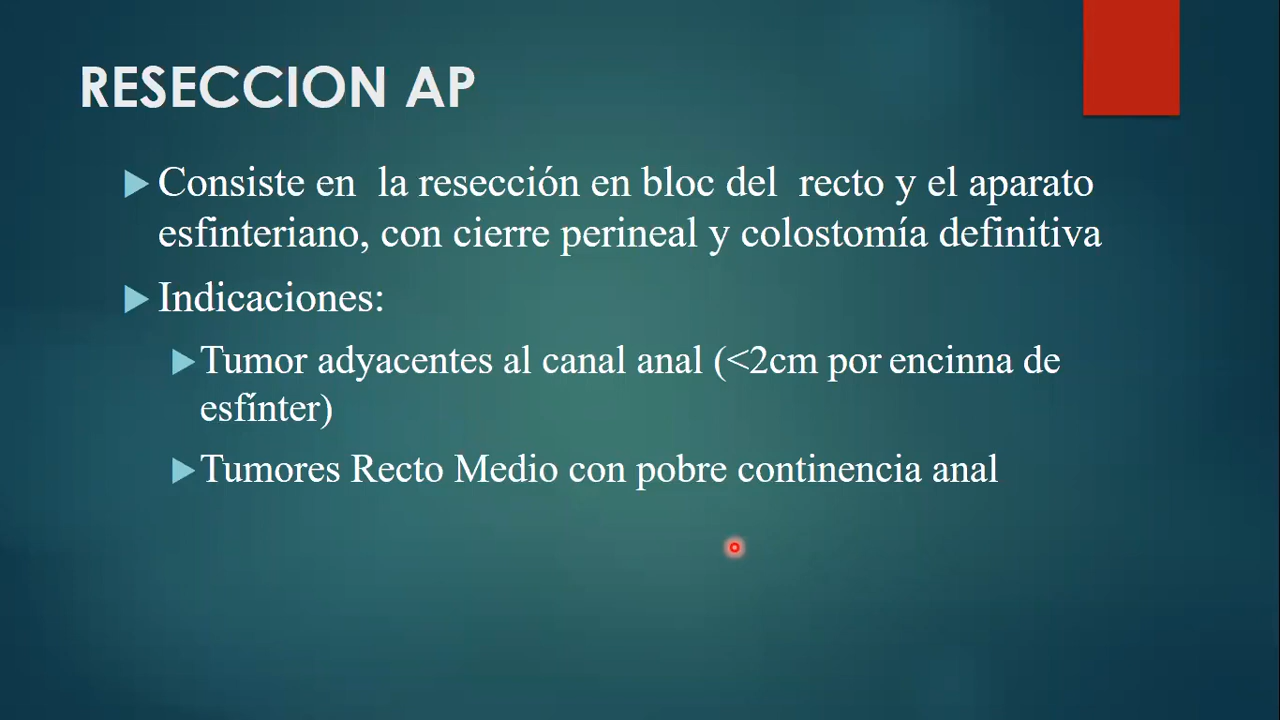 RESECCION AP
Consiste en la resección en bloc del recto y el aparato
esfinteriano, con cierre perineal y colostomía definitiva
Indicaciones:
Tumor adyacentes al canal anal (<2cm por encinna de
esfínter)
Tumores Recto Medio con pobre continencia anal